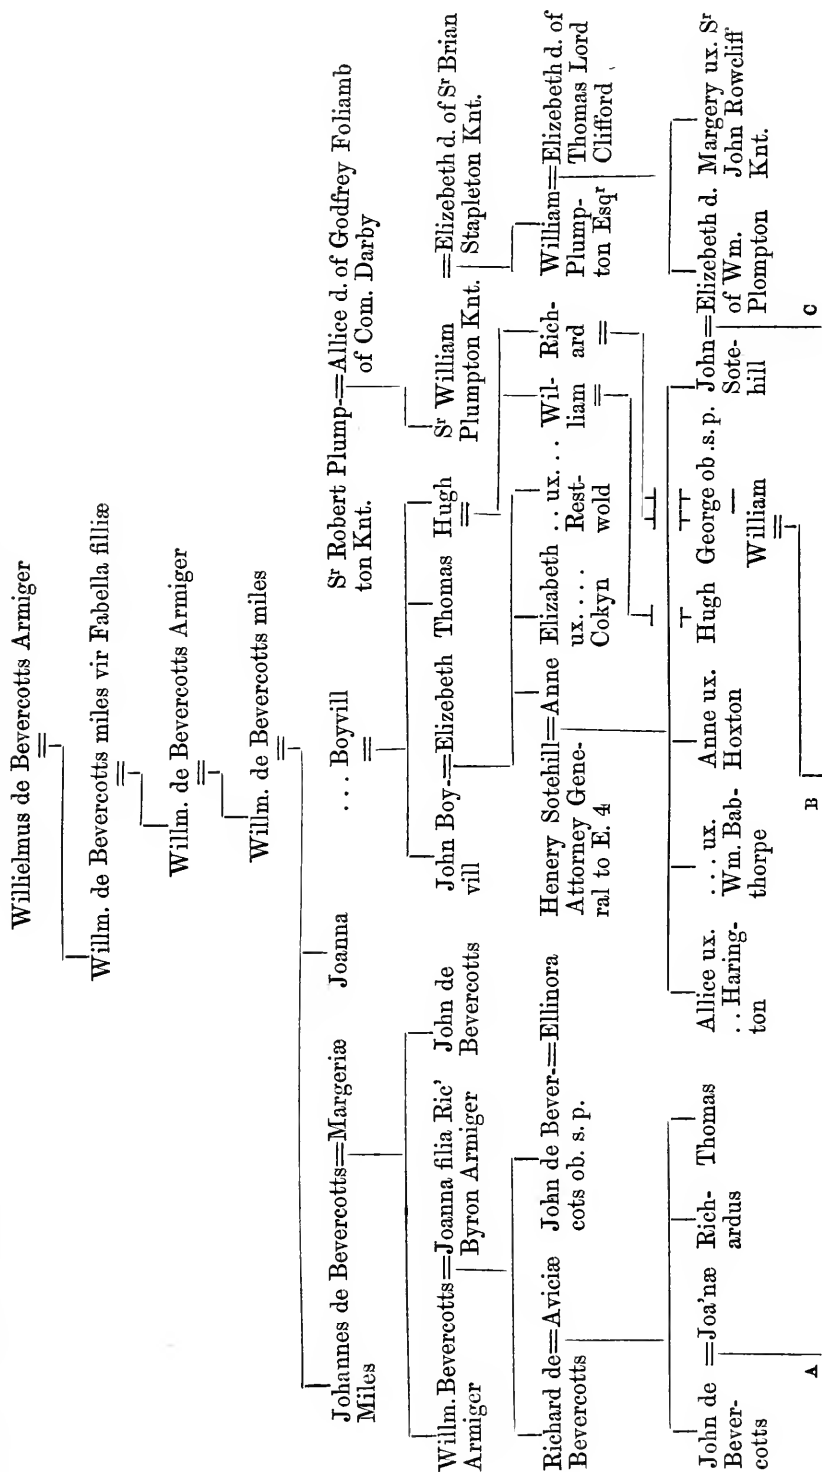 Willielmus de Bevercotts Armiger
Willm. de Bevercotts miles vir Fabella filliæ
Willm. de Bevercotts Armiger
Willm. de Bevercotts miles
Johannes de Bevercotts=Margeriæ
Miles
Joanna
... Boyvill
Sʳ Robert Plump-=Allice d. of Godfrey Foliamb
ton Knt.
of Com. Darby
Willm. Bevercotts=Joanna filia Ric'
Armiger
Byron Armiger
John de
Bevercotts
John Boy-=Elizebeth
vill
Thomas
Hugh
Sʳ William
Plumpton Knt.
=Elizebeth d. of Sʳ Brian
Stapleton Knt.
Richard de=Aviciæ
Bevercotts
John de Bever-=Ellinora
cots ob. s. p.
Henery Sotehill=Anne
Attorney Gene-
ral to E. 4
Elizabeth
ux....
Cokyn
..ux....
Rest-
wold
Wil-
liam
Rich-
ard
William=Elizebeth d. of
Plump-
ton Esqʳ
Thomas Lord
Clifford
John de =Joa'næ
Bever-
cotts
Rich-
ardus
Thomas
Allice ux.
..Haring-
ton
... ux.
Wm. Bab-
thorpe
Anne ux.
Hoxton
Hugh
George ob. s. p.
William
John=Elizebeth d.
Sote-
hill
of Wm.
Plompton
Margery ux. Sʳ
John Rowcliff
Knt.
A
B
C